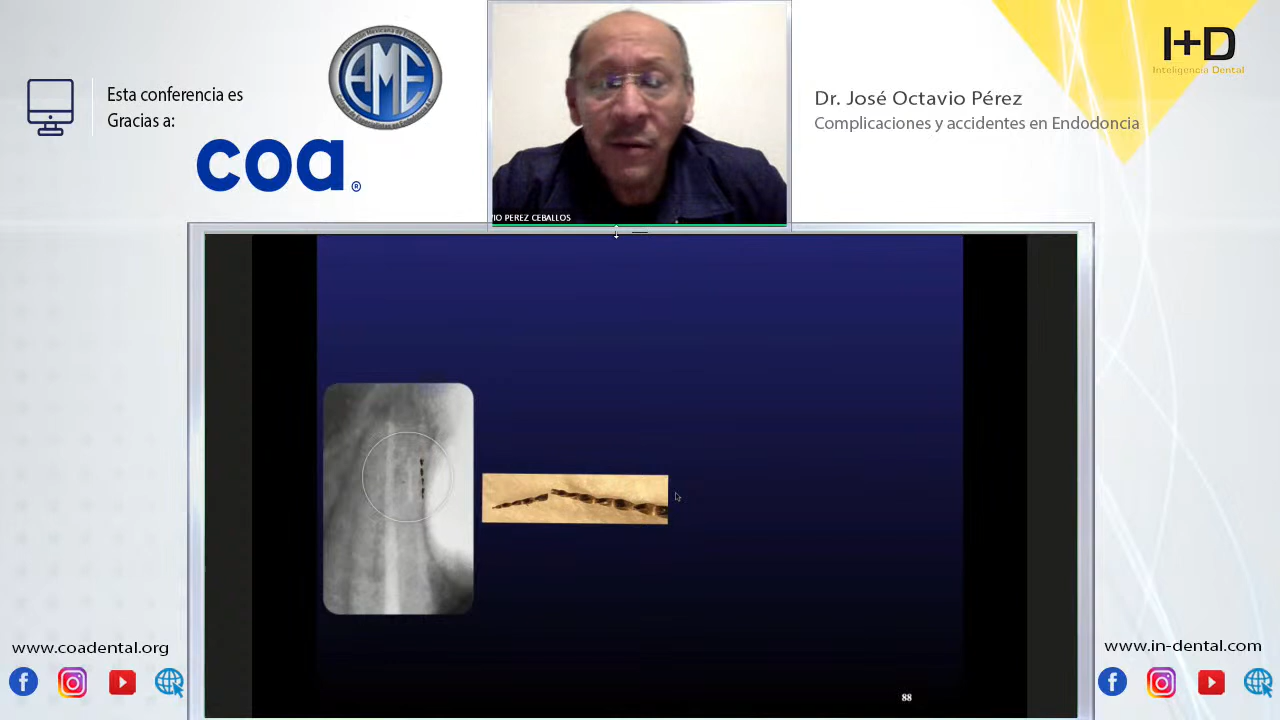 Esta conferencia es
Gracias a:
AME
coa®
IO PEREZ CEBALLOS
I+D
Inteligencia Dental
Dr. José Octavio Pérez
Complicaciones y accidentes en Endodoncia
88
www.coadental.org
www.in-dental.com